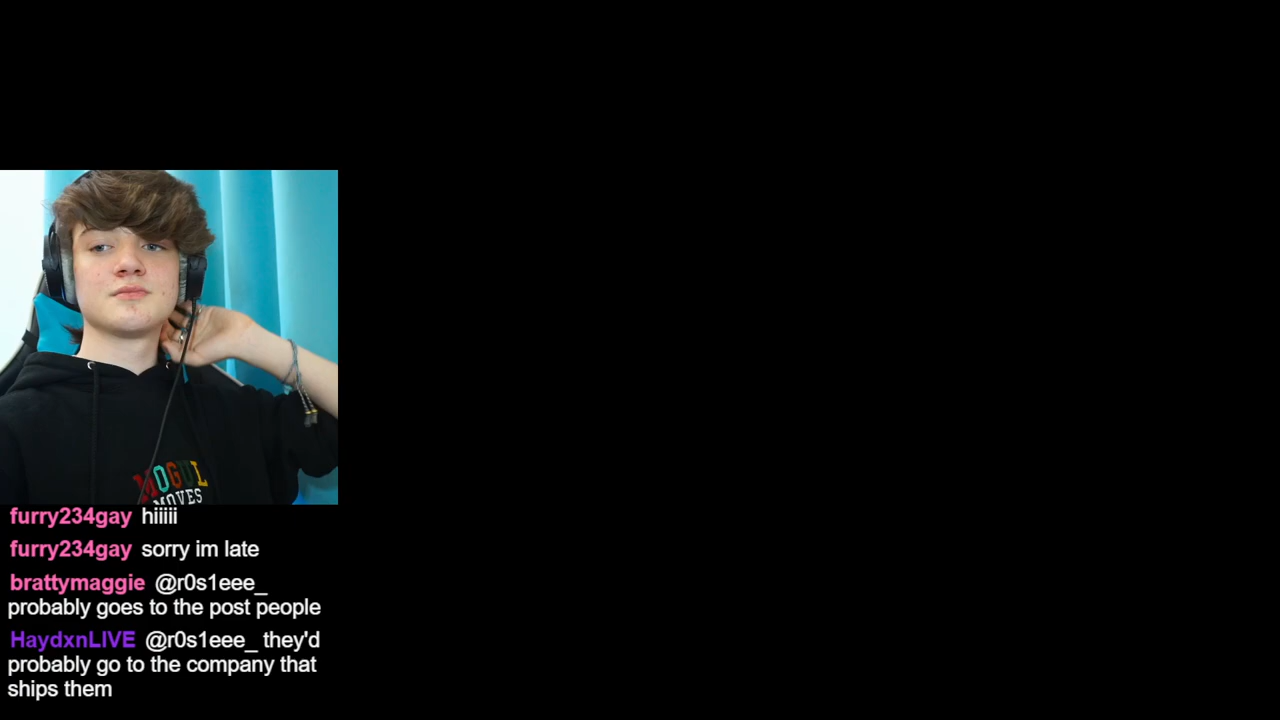 MOGUL
MOVES
furry234gay hiiiii
furry234gay sorry im late
brattymaggie @r0s1eee_
probably goes to the post people
HaydxnLIVE @r0s1eee_ they'd
probably go to the company that
ships them